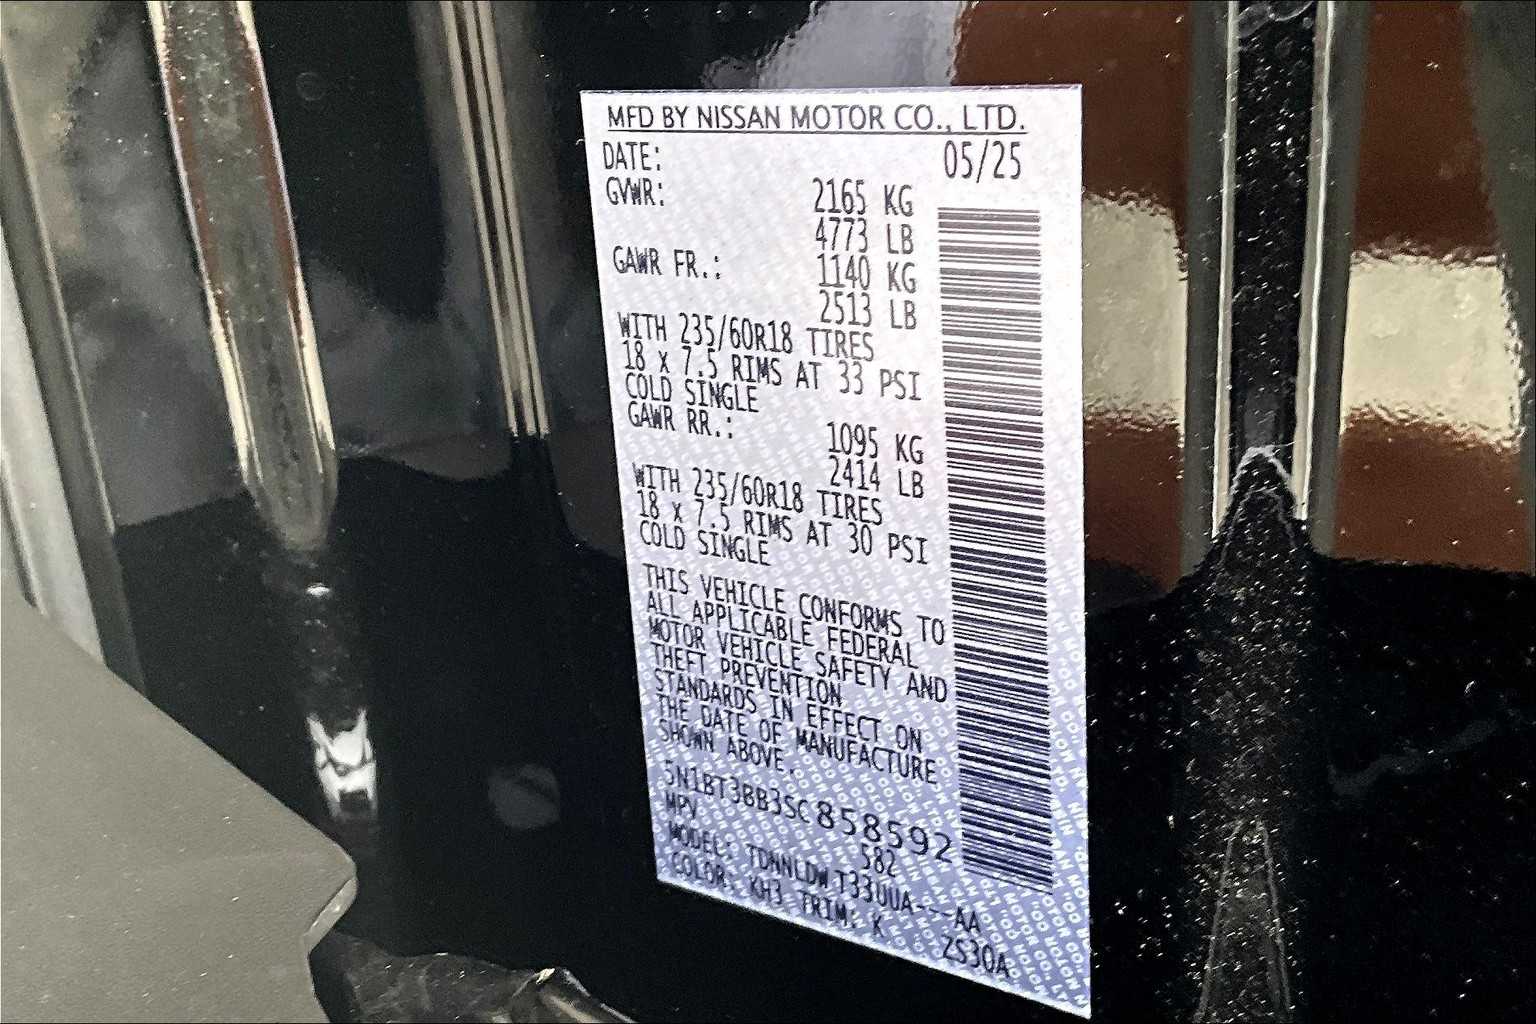 MFD BY NISSAN MOTOR CO., LTD.
DATE: 05/25
GVWR: 2165 KG
4773 LB
GAWR FR.: 1140 KG
2513 LB
WITH 235/60R18 TIRES
18 X 7.5 RIMS AT 33 PSI
COLD SINGLE
GAWR RR.: 1095 KG
2414 LB
WITH 235/60R18 TIRES
18 X 7.5 RIMS AT 30 PSI
COLD SINGLE
THIS VEHICLE CONFORMS TO
ALL APPLICABLE FEDERAL
MOTOR VEHICLE SAFETY AND
THEFT PREVENTION
STANDARDS IN EFFECT ON
THE DATE OF MANUFACTURE
SHOWN ABOVE.
5N1BT3BB3SC858592
MPV 582
MODEL: TDNNLDW T33UUA---AA
COLOR: KH3 TRIM: K ZS30A